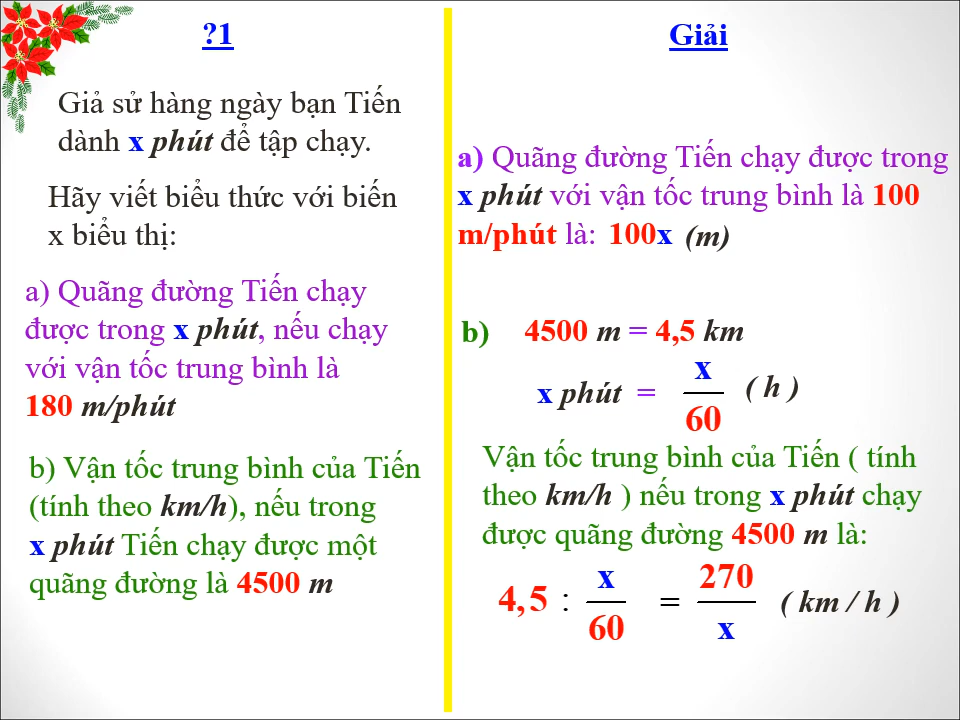 ?1
Giả sử hàng ngày bạn Tiến
dành x phút để tập chạy.
Hãy viết biểu thức với biến
x biểu thị:
a) Quãng đường Tiến chạy
được trong x phút, nếu chạy
với vận tốc trung bình là
180 m/phút
b) Vận tốc trung bình của Tiến
(tính theo km/h), nếu trong
x phút Tiến chạy được một
quãng đường là 4500 m
Giải
a) Quãng đường Tiến chạy được trong
x phút với vận tốc trung bình là 100
m/phút là: 100x (m)
b) 4500 m = 4,5 km
x phút = x/60 ( h )
Vận tốc trung bình của Tiến ( tính
theo km/h ) nếu trong x phút chạy
được quãng đường 4500 m là:
4,5 : x/60 = 270/x ( km / h )